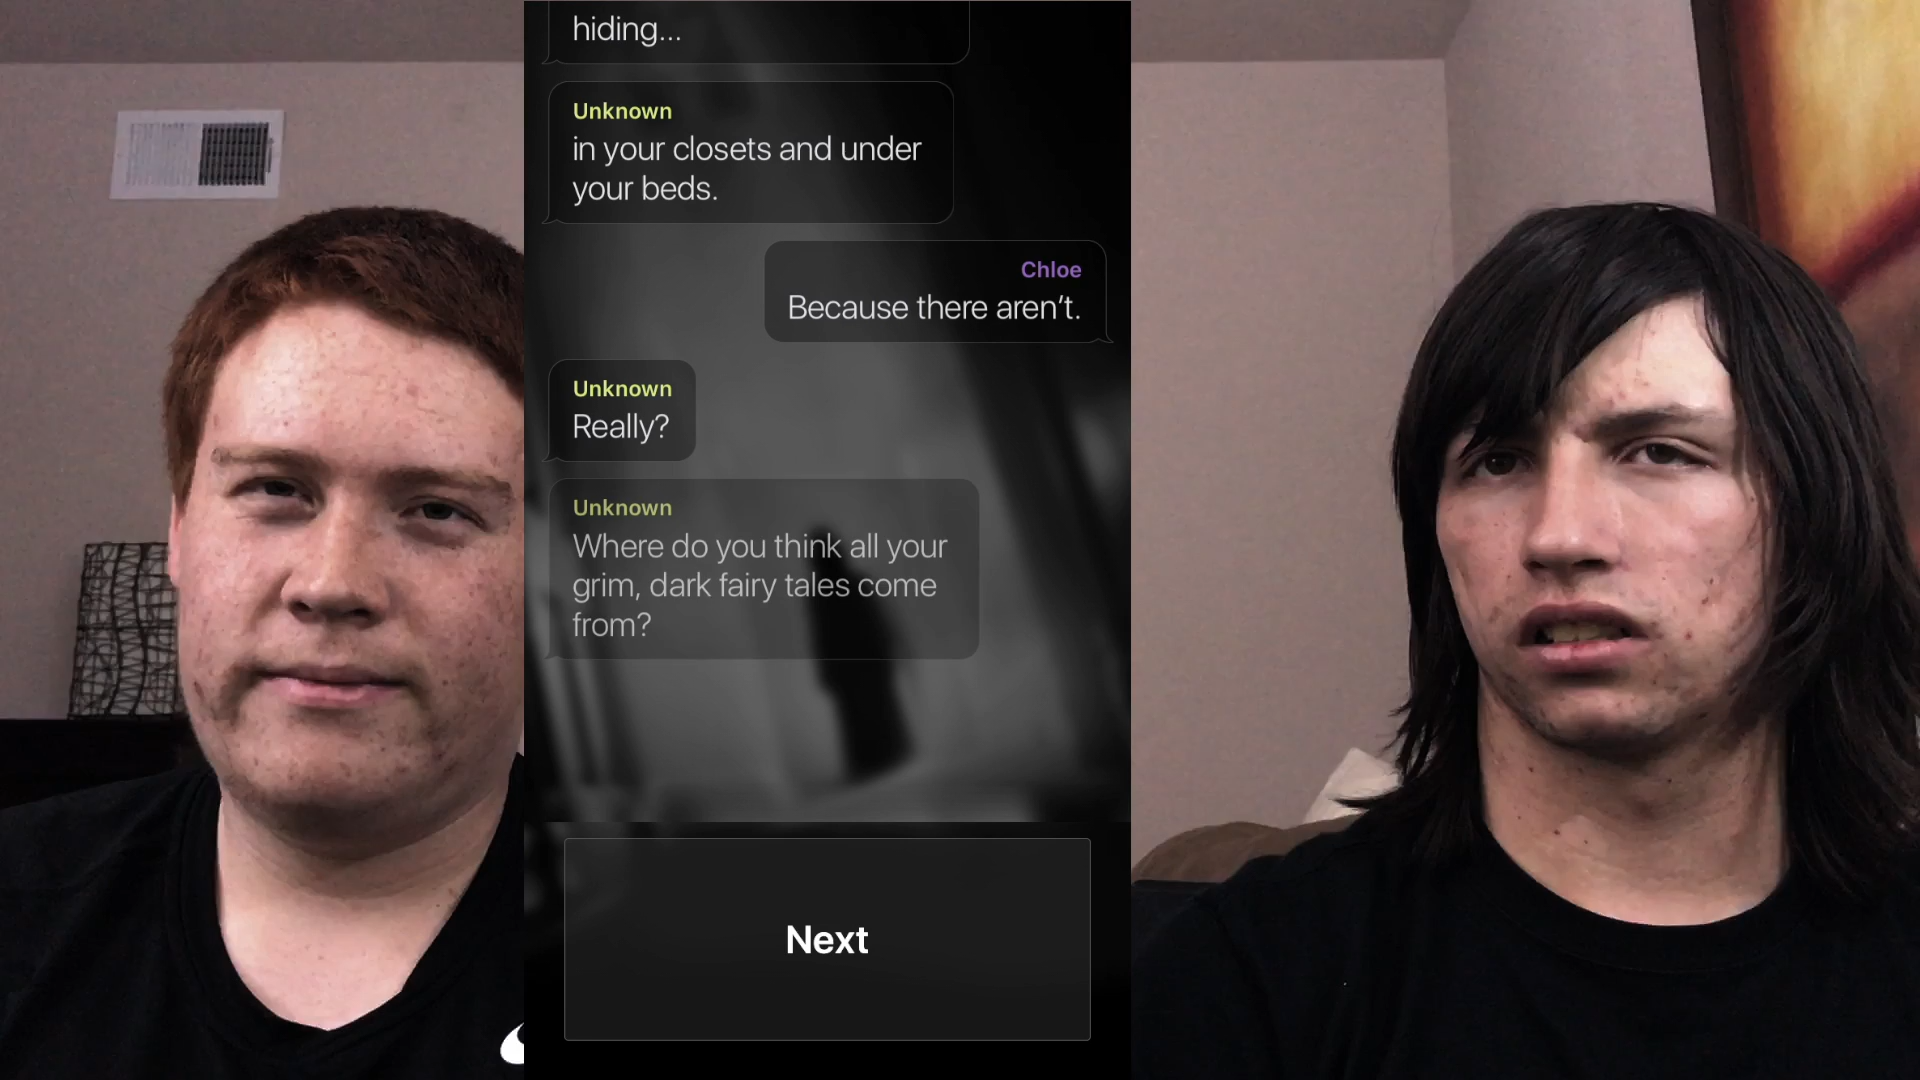 hiding...
Unknown
in your closets and under
your beds.
Chloe
Because there aren't.
Unknown
Really?
Unknown
Where do you think all your
grim, dark fairy tales come
from?
Next